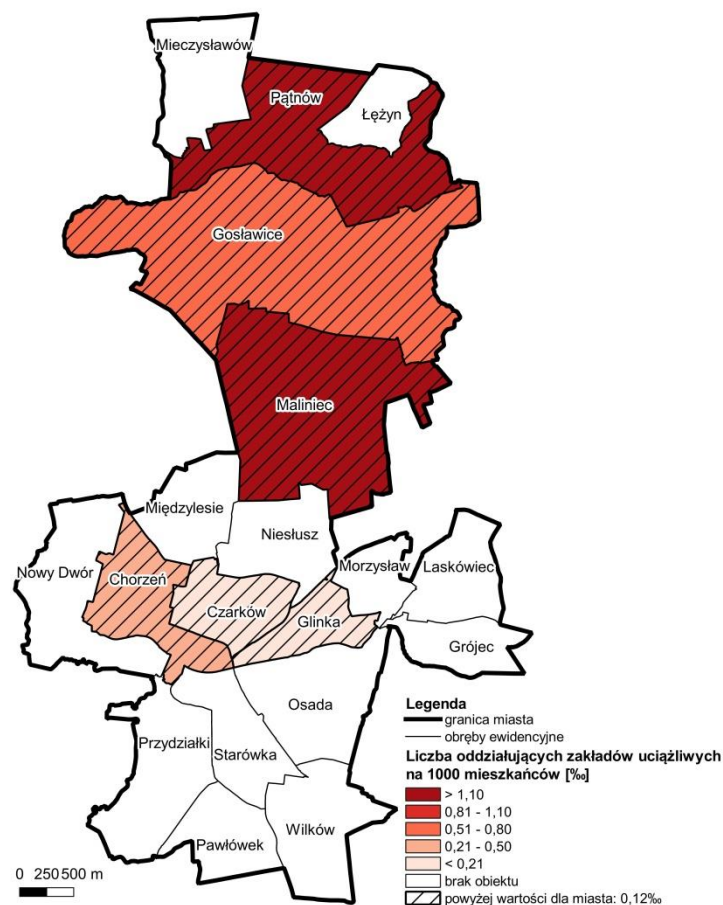 Mieczysławów
Pątnów
Łężyn
Gosławice
Maliniec
Międzylesie
Niesłusz
Nowy Dwór
Chorzeń
Morzysław
Laskówiec
Czarków
Glinka
Grójec
Osada
Przydziałki
Starówka
Pawłówek
Wilków
Legenda
granica miasta
obręby ewidencyjne
Liczba oddziałujących zakładów uciążliwych
na 1000 mieszkańców [‰]
> 1,10
0,81 - 1,10
0,51 - 0,80
0,21 - 0,50
< 0,21
brak obiektu
powyżej wartości dla miasta: 0,12‰
0 250 500 m